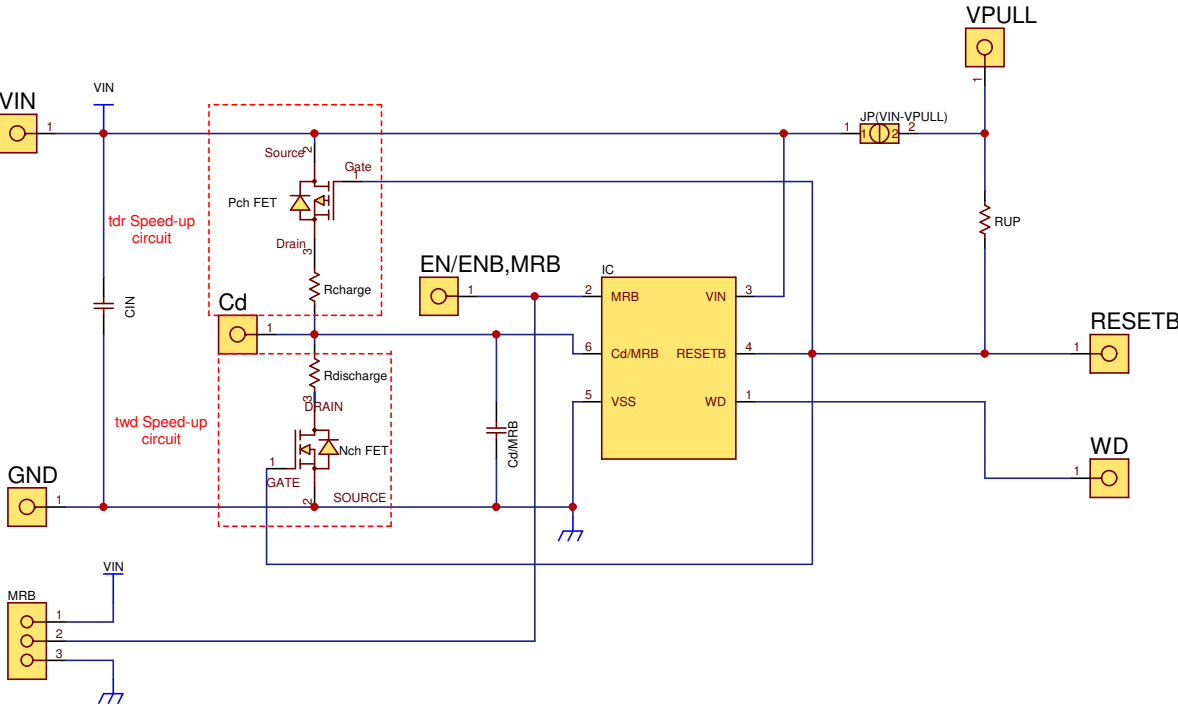 VPULL
1
VIN
VIN
1
JP(VIN-VPULL)
1
1 2
2
Source
2
Gate
1
Pch FET
tdr Speed-up
circuit
RUP
Drain
3
EN/ENB,MRB
IC
Rcharge
1
2
MRB
VIN
3
CIN
Cd
1
RESETB
6
Cd/MRB
RESETB
4
1
Rdischarge
3
DRAIN
5
VSS
WD
1
twd Speed-up
circuit
Nch FET
Cd/MRB
WD
1
GATE
1
GND
1
2
SOURCE
VIN
MRB
1
2
3